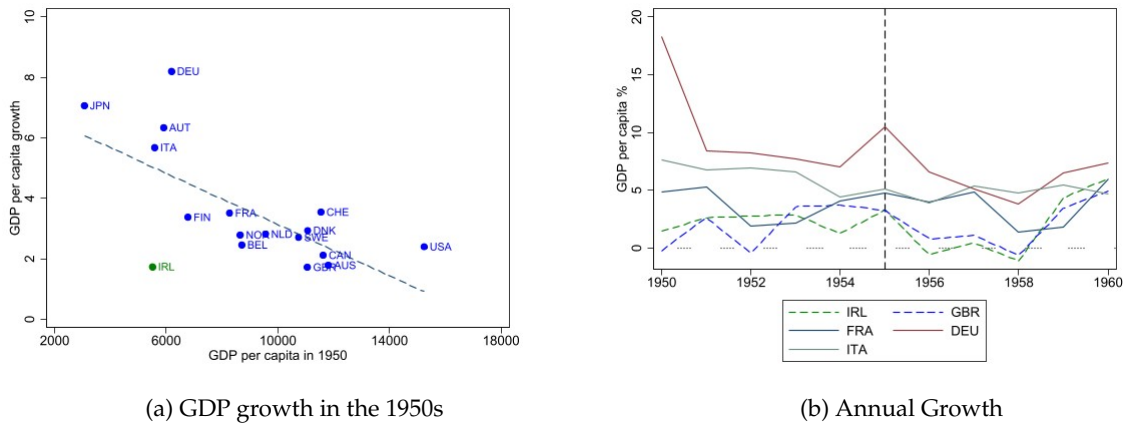 10
8
6
4
2
0
GDP per capita growth
DEU
JPN
AUT
ITA
FIN
FRA
CHE
NOR
NLD
DNK
SWE
BEL
USA
CAN
GBR
AUS
IRL
2000 6000 10000 14000 18000
GDP per capita in 1950
(a) GDP growth in the 1950s
20
15
10
5
0
GDP per capita %
1950 1952 1954 1956 1958 1960
IRL GBR
FRA DEU
ITA
(b) Annual Growth